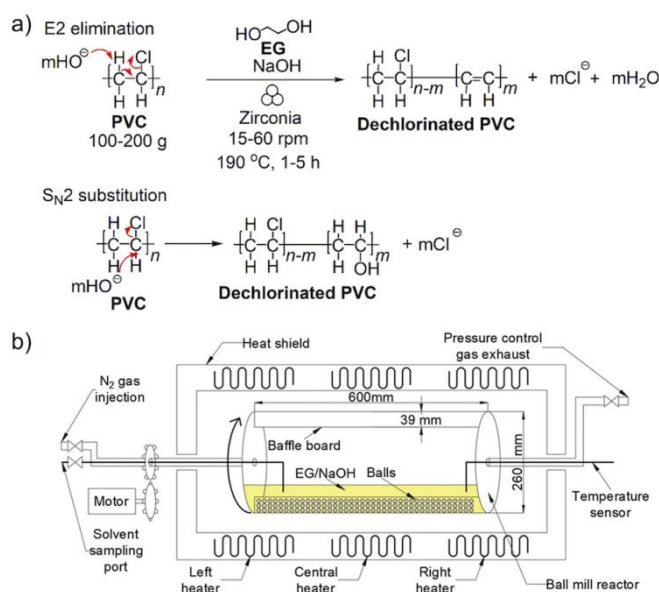 a)
E2 elimination
mHO⊖
H Cl
C C n
H H
PVC
100-200 g
HO OH
EG
NaOH
Zirconia
15-60 rpm
190 °C, 1-5 h
H Cl
C C n-m
H H
C=C m
H H
Dechlorinated PVC
+ mCl⊖ + mH₂O
S_N2 substitution
H Cl
C C n
H H
mHO⊖
PVC
H Cl
C C n-m
H H
H H
C C m
H OH
Dechlorinated PVC
+ mCl⊖
b)
Heat shield
Pressure control
gas exhaust
N₂ gas
injection
600mm
39 mm
Baffle board
260 mm
EG/NaOH
Balls
Motor
Solvent
sampling
port
Temperature
sensor
Left
heater
Central
heater
Right
heater
Ball mill reactor